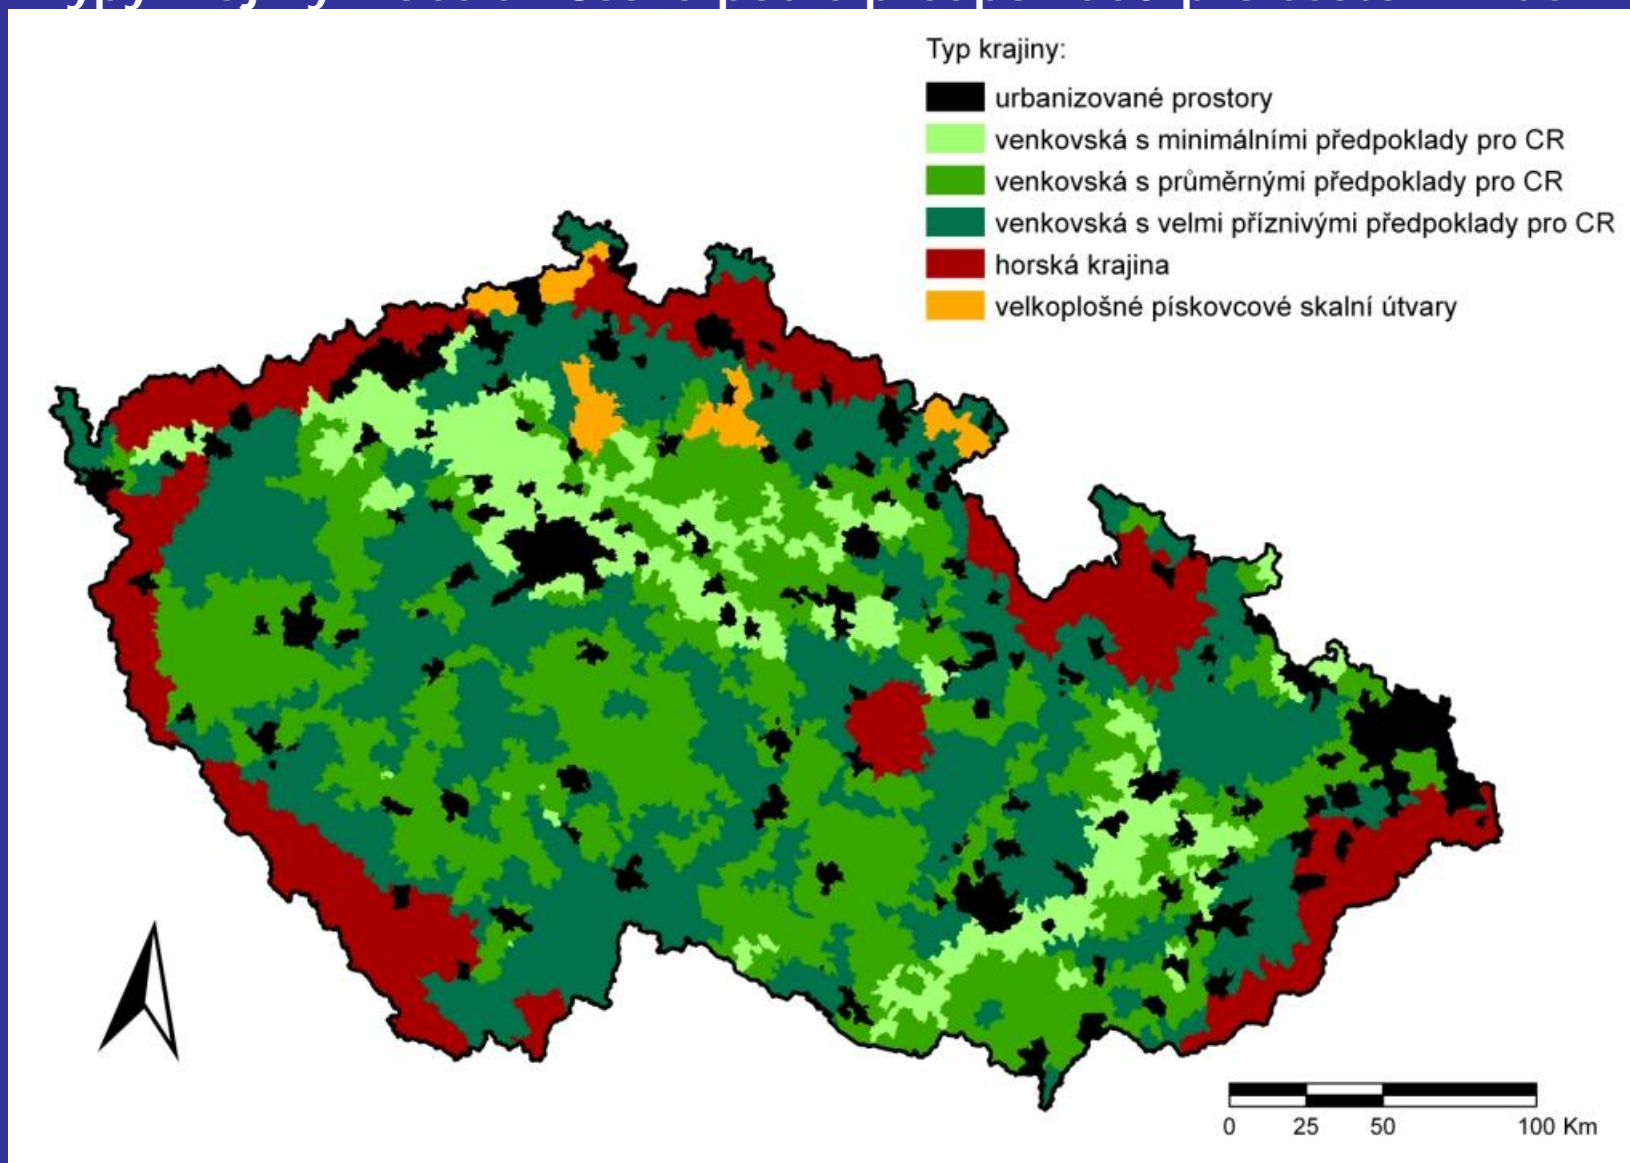 Typ krajiny:
urbanizované prostory
venkovská s minimálními předpoklady pro CR
venkovská s průměrnými předpoklady pro CR
venkovská s velmi příznivými předpoklady pro CR
horská krajina
velkoplošné pískovcové skalní útvary
0 25 50 100 Km